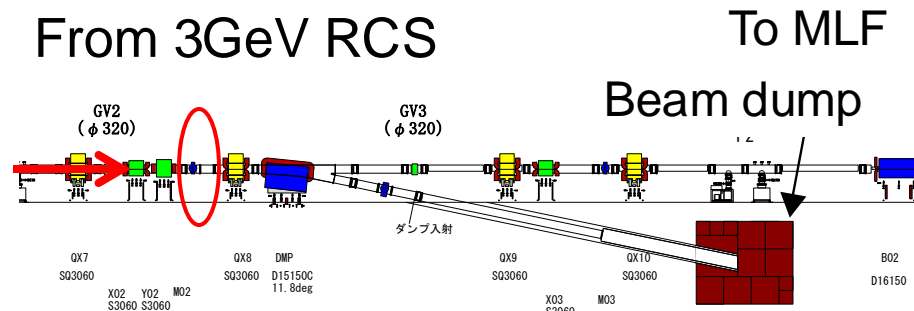 From 3GeV RCS
To MLF
Beam dump
GV2
(φ320)
GV3
(φ320)
ダンプ入射
QX7
SQ3060
X02
S3060
Y02
S3060
M02
QX8
SQ3060
DMP
D15150C
11.8deg
QX9
SQ3060
X03
S3060
M03
QX10
SQ3060
B02
D16150